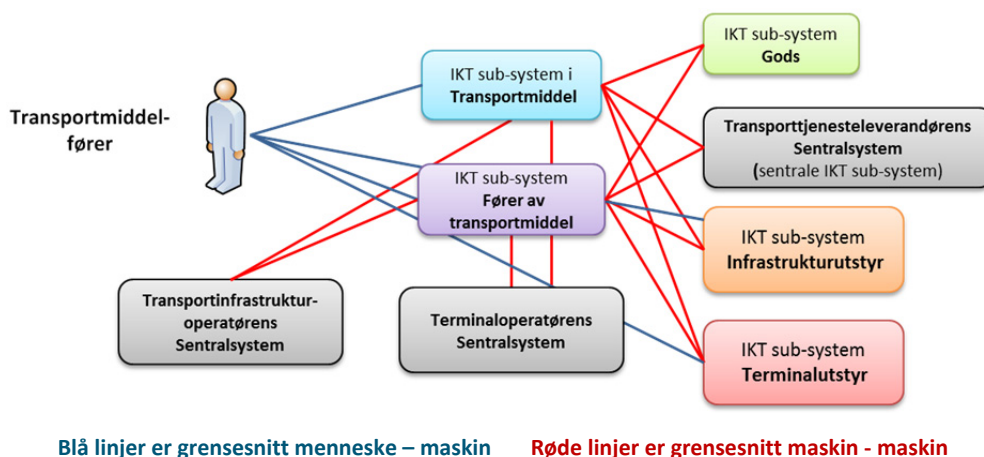 Transportmiddel-
fører
IKT sub-system i
Transportmiddel
IKT sub-system
Fører av
transportmiddel
Transportinfrastruktur-
operatørens
Sentralsystem
Terminaloperatørens
Sentralsystem
IKT sub-system
Gods
Transporttjenesteleverandørens
Sentralsystem
(sentrale IKT sub-system)
IKT sub-system
Infrastrukturutstyr
IKT sub-system
Terminalutstyr
Blå linjer er grensesnitt menneske – maskin
Røde linjer er grensesnitt maskin - maskin